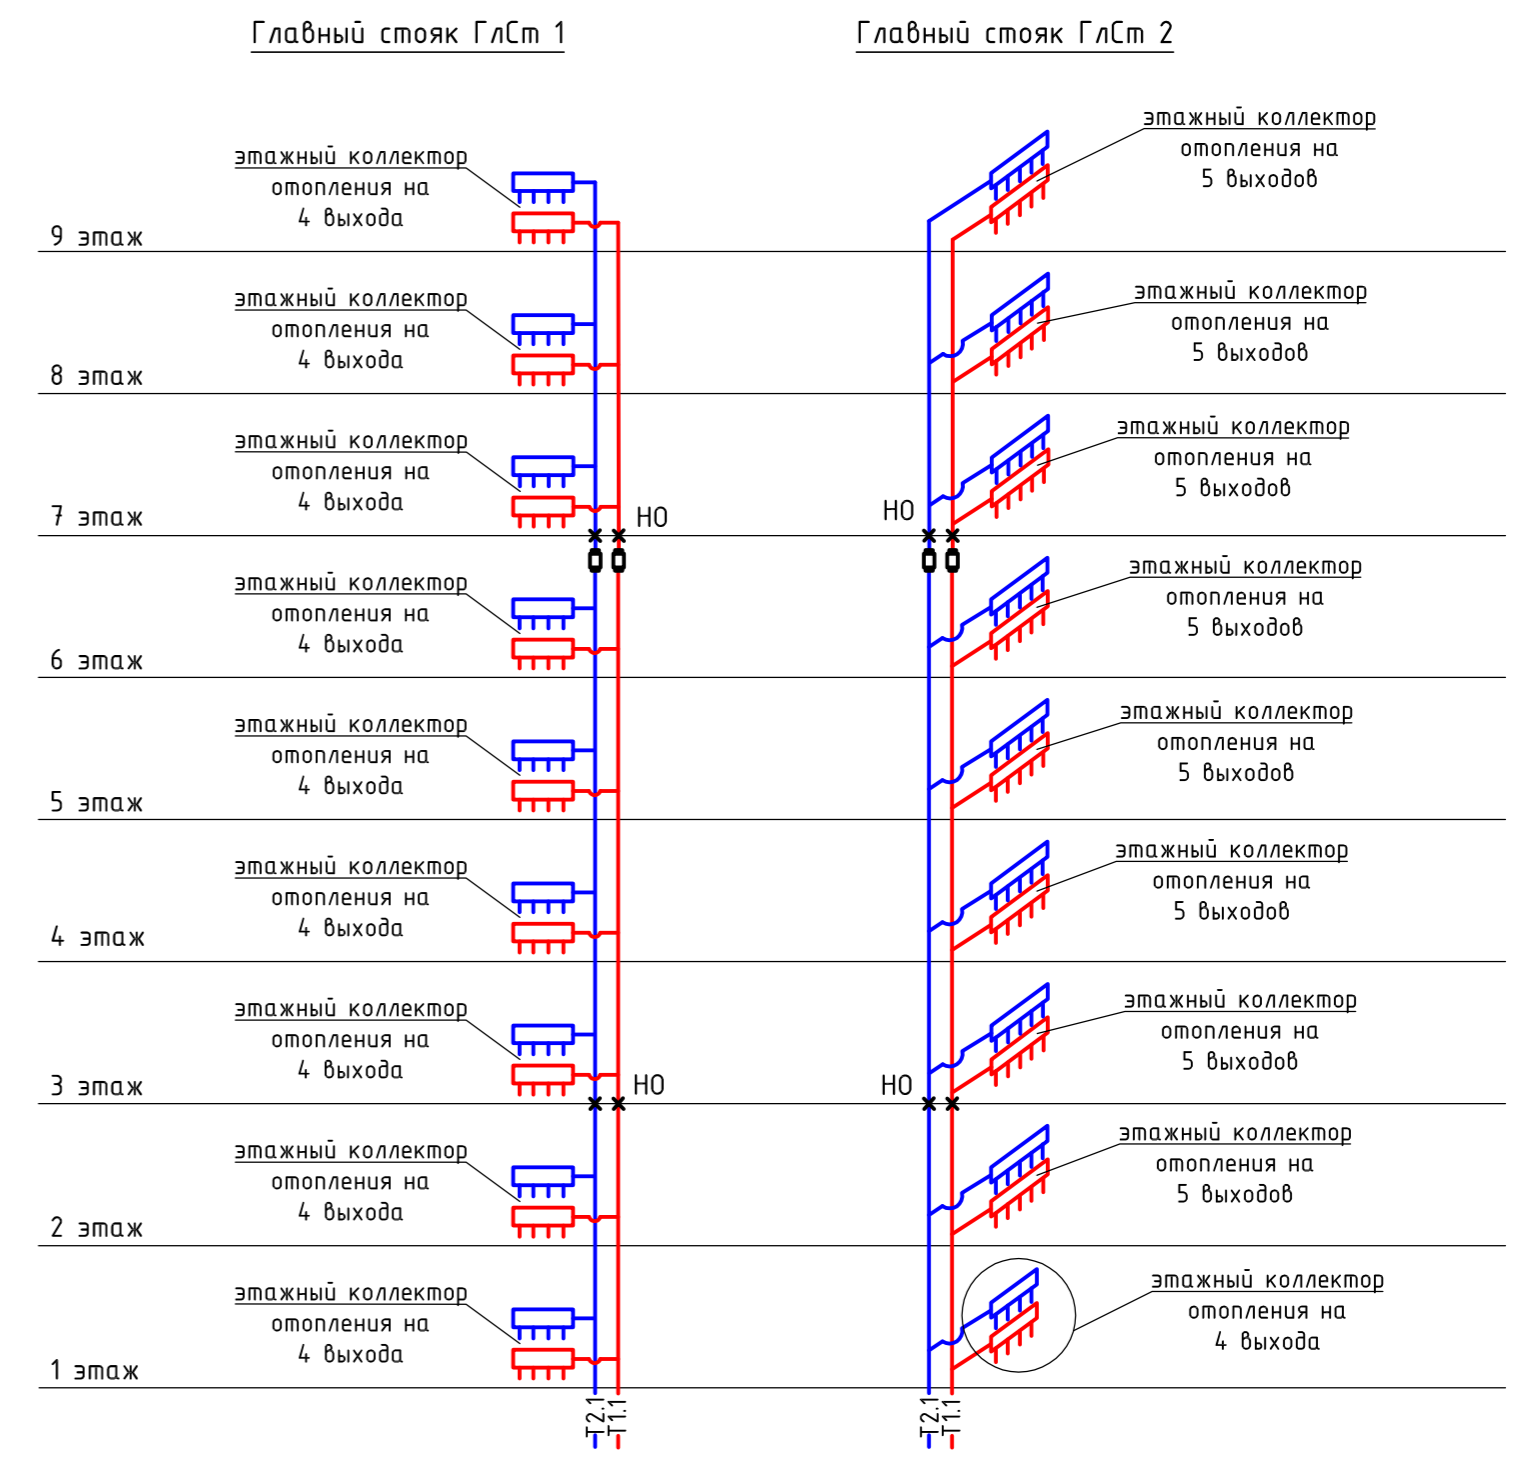 Главный стояк ГлСт 1
Главный стояк ГлСт 2
этажный коллектор
отопления на
4 выхода
этажный коллектор
отопления на
5 выходов
9 этаж
этажный коллектор
отопления на
4 выхода
этажный коллектор
отопления на
5 выходов
8 этаж
этажный коллектор
отопления на
4 выхода
этажный коллектор
отопления на
5 выходов
7 этаж
НО
НО
этажный коллектор
отопления на
4 выхода
этажный коллектор
отопления на
5 выходов
6 этаж
этажный коллектор
отопления на
4 выхода
этажный коллектор
отопления на
5 выходов
5 этаж
этажный коллектор
отопления на
4 выхода
этажный коллектор
отопления на
5 выходов
4 этаж
этажный коллектор
отопления на
4 выхода
этажный коллектор
отопления на
5 выходов
3 этаж
НО
НО
этажный коллектор
отопления на
4 выхода
этажный коллектор
отопления на
5 выходов
2 этаж
этажный коллектор
отопления на
4 выхода
этажный коллектор
отопления на
4 выхода
1 этаж
Т2.1
Т1.1
Т2.1
Т1.1